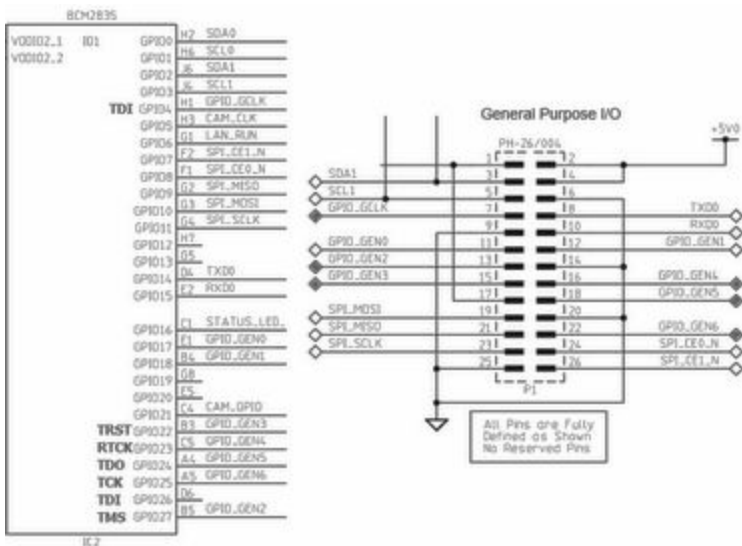 BCM2835
VDDIO2_1 IO1 GPIO0 H2 SDA0
VDDIO2_2 GPIO1 H6 SCL0
GPIO2 J6 SDA1
GPIO3 J4 SCL1
TDI GPIO4 H1 GPIO_GCLK
GPIO5 H3 CAM_CLK
GPIO6 G1 LAN_RUN
GPIO7 F2 SPI_CE1_N
GPIO8 F1 SPI_CE0_N
GPIO9 G2 SPI_MISO
GPIO10 G3 SPI_MOSI
GPIO11 G4 SPI_SCLK
GPIO12 H7
GPIO13 G5
GPIO14 D4 TXD0
GPIO15 E2 RXD0
GPIO16 C1 STATUS_LED_
GPIO17 E1 GPIO_GEN0
GPIO18 B4 GPIO_GEN1
GPIO19 G8
GPIO20 E5
GPIO21 C4 CAM_GPIO
TRST GPIO22 B3 GPIO_GEN3
RTCK GPIO23 C5 GPIO_GEN4
TDO GPIO24 A4 GPIO_GEN5
TCK GPIO25 A5 GPIO_GEN6
TDI GPIO26 D6
TMS GPIO27 B5 GPIO_GEN2
IC2
General Purpose I/O
PH-26/004
+5V0
1 2
SDA1 3 4
SCL1 5 6
GPIO_GCLK 7 8 TXD0
9 10 RXD0
GPIO_GEN0 11 12 GPIO_GEN1
GPIO_GEN2 13 14
GPIO_GEN3 15 16 GPIO_GEN4
17 18 GPIO_GEN5
SPI_MOSI 19 20
SPI_MISO 21 22 GPIO_GEN6
SPI_SCLK 23 24 SPI_CE0_N
25 26 SPI_CE1_N
P1
All Pins are Fully
Defined as Shown
No Reserved Pins